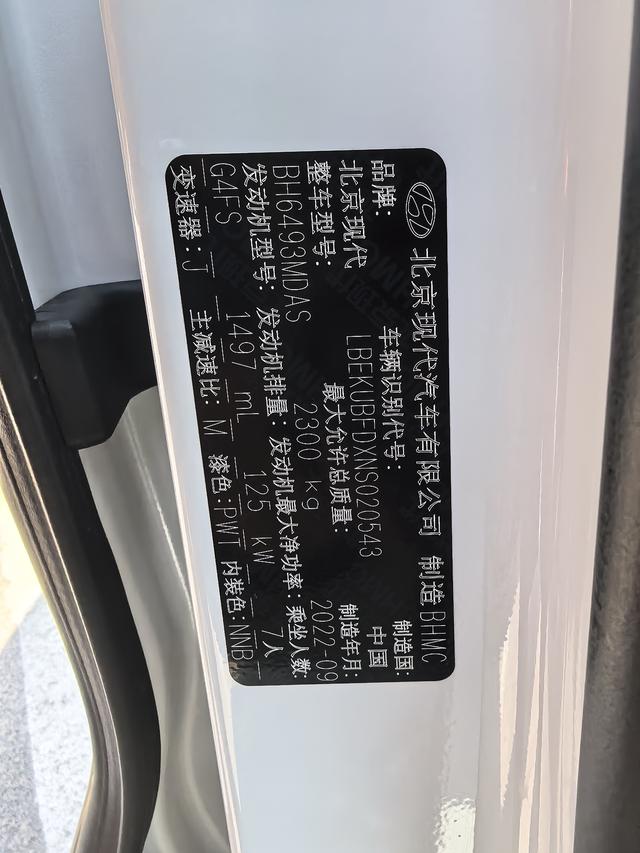 北京现代汽车有限公司 制造 BHMC
品牌: 车辆识别代号: 制造国:
北京现代 LBEKUBFDXNS020543 中国
整车型号: 最大允许总质量: 制造年月:
BH6493MDAS 2300 kg 2022-09
发动机型号: 发动机排量: 发动机最大净功率: 乘坐人数:
G4FS 1497 mL 125 kW 7人
变速器: J 主减速比: M 漆色: PWT 内装色: NNB